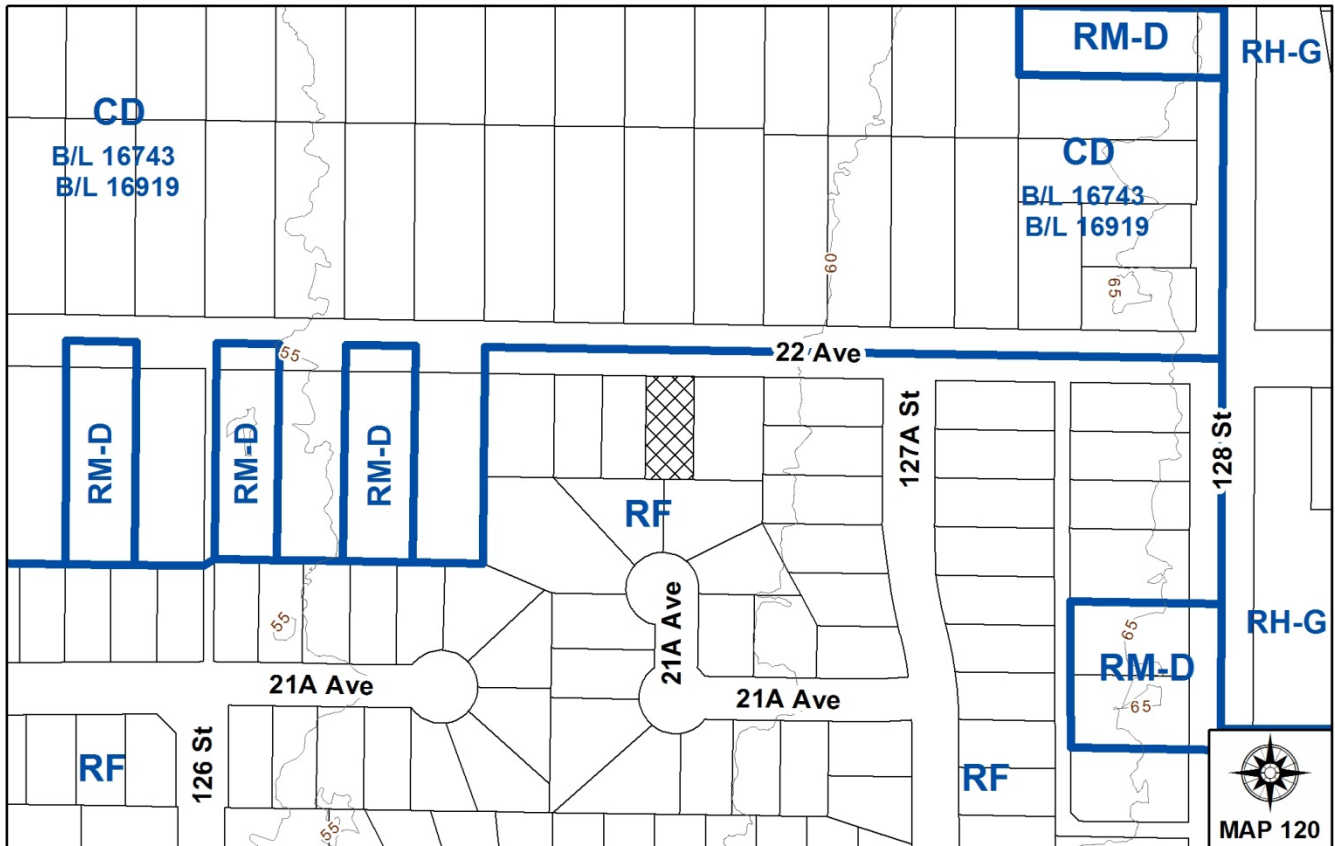 RM-D
RH-G
CD
B/L 16743
B/L 16919
CD
B/L 16743
B/L 16919
60
65
22 Ave
55
RM-D
RM-D
RM-D
127A St
128 St
RF
21A Ave
55
65
RH-G
RM-D
21A Ave
21A Ave
65
126 St
RF
RF
55
MAP 120